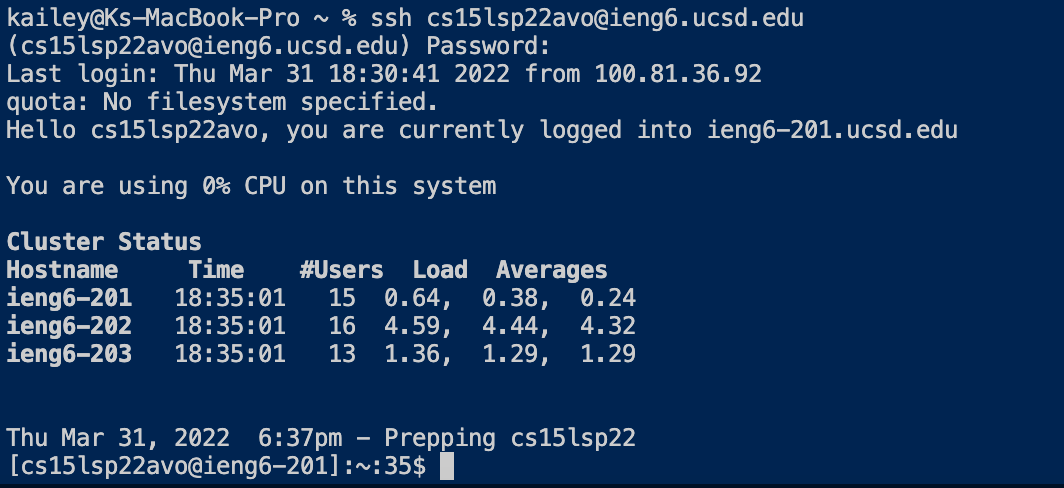 kailey@Ks-MacBook-Pro ~ % ssh cs15lsp22avo@ieng6.ucsd.edu
(cs15lsp22avo@ieng6.ucsd.edu) Password:
Last login: Thu Mar 31 18:30:41 2022 from 100.81.36.92
quota: No filesystem specified.
Hello cs15lsp22avo, you are currently logged into ieng6-201.ucsd.edu
You are using 0% CPU on this system
Cluster Status
Hostname     Time    #Users  Load  Averages
ieng6-201   18:35:01   15  0.64,  0.38,  0.24
ieng6-202   18:35:01   16  4.59,  4.44,  4.32
ieng6-203   18:35:01   13  1.36,  1.29,  1.29
Thu Mar 31, 2022  6:37pm - Prepping cs15lsp22
[cs15lsp22avo@ieng6-201]:~:35$